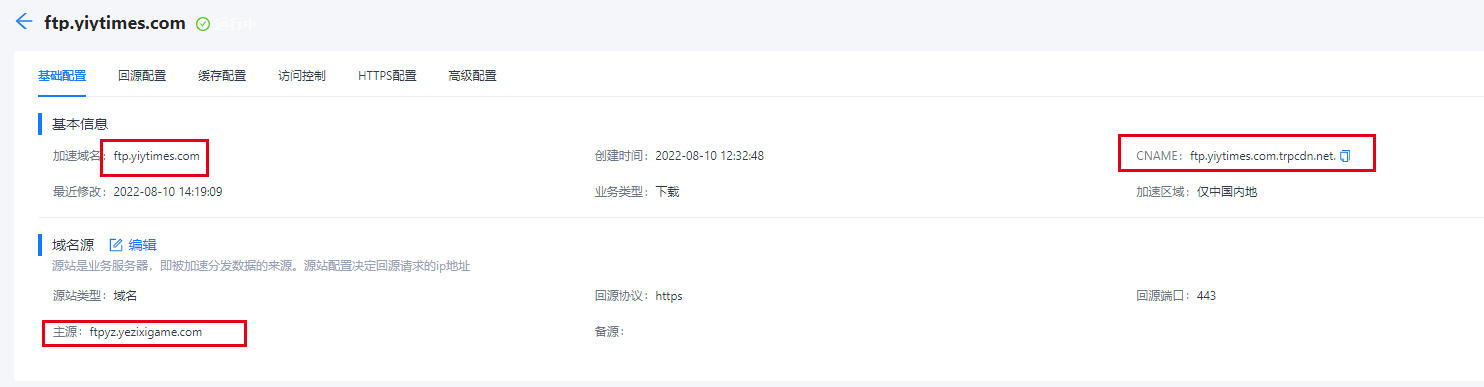 ftp.yiytimes.com 运行中
基础配置 回源配置 缓存配置 访问控制 HTTPS配置 高级配置
基本信息
加速域名: ftp.yiytimes.com 创建时间: 2022-08-10 12:32:48 CNAME: ftp.yiytimes.com.trpcdn.net.
最近修改: 2022-08-10 14:19:09 业务类型: 下载 加速区域: 仅中国内地
域名源 编辑
源站是业务服务器，即被加速分发数据的来源。源站配置决定回源请求的ip地址
源站类型: 域名 回源协议: https 回源端口: 443
主源: ftpyz.yezixigame.com 备源: